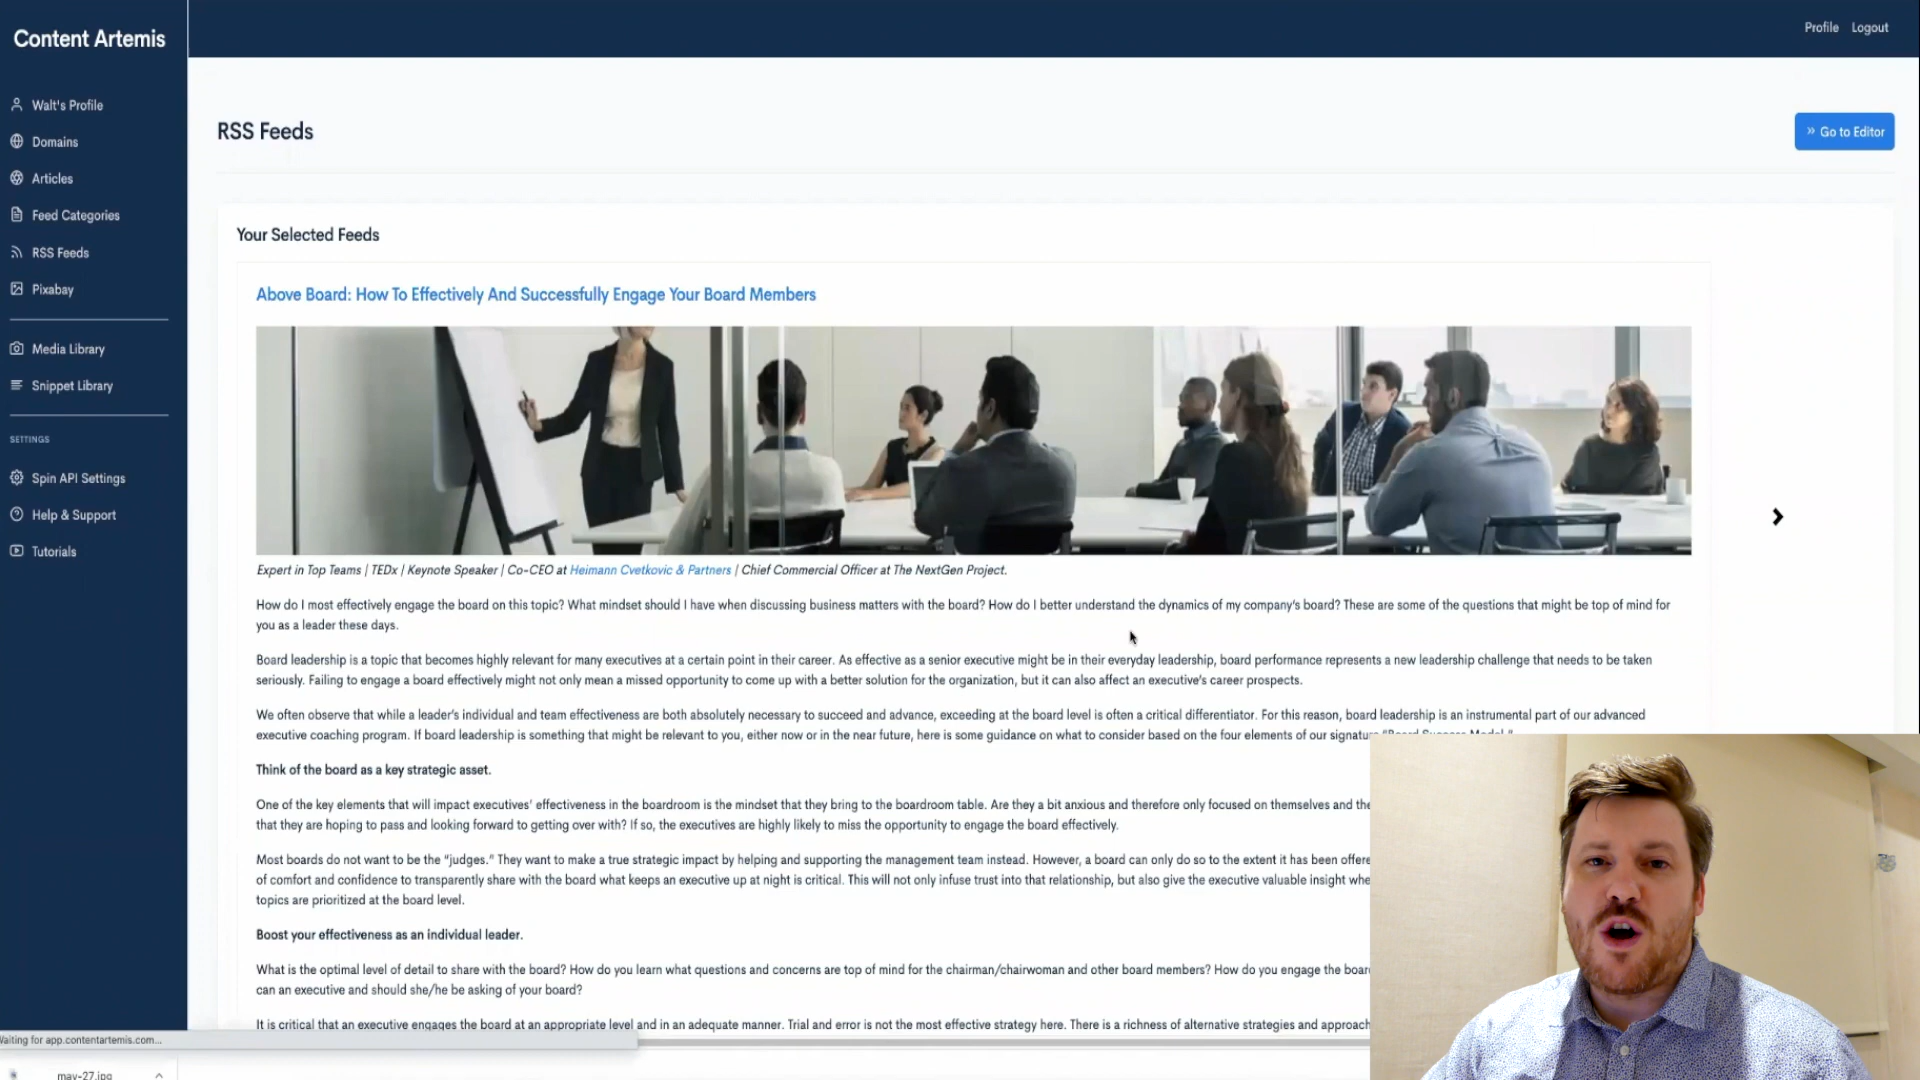 Content Artemis
Profile
Logout
Walt's Profile
Domains
Articles
Feed Categories
RSS Feeds
Pixabay
Media Library
Snippet Library
SETTINGS
Spin API Settings
Help & Support
Tutorials
RSS Feeds
» Go to Editor
Your Selected Feeds
Above Board: How To Effectively And Successfully Engage Your Board Members
Expert in Top Teams | TEDx | Keynote Speaker | Co-CEO at Heimann Cvetkovic & Partners | Chief Commercial Officer at The NextGen Project.
How do I most effectively engage the board on this topic? What mindset should I have when discussing business matters with the board? How do I better understand the dynamics of my company's board? These are some of the questions that might be top of mind for
you as a leader these days.
Board leadership is a topic that becomes highly relevant for many executives at a certain point in their career. As effective as a senior executive might be in their everyday leadership, board performance represents a new leadership challenge that needs to be taken
seriously. Failing to engage a board effectively might not only mean a missed opportunity to come up with a better solution for the organization, but it can also affect an executive's career prospects.
We often observe that while a leader's individual and team effectiveness are both absolutely necessary to succeed and advance, exceeding at the board level is often a critical differentiator. For this reason, board leadership is an instrumental part of our advanced
executive coaching program. If board leadership is something that might be relevant to you, either now or in the near future, here is some guidance on what to consider based on the four elements of our signature "Board Success Model."
Think of the board as a key strategic asset.
One of the key elements that will impact executives' effectiveness in the boardroom is the mindset that they bring to the boardroom table. Are they a bit anxious and therefore only focused on themselves and the
that they are hoping to pass and looking forward to getting over with? If so, the executives are highly likely to miss the opportunity to engage the board effectively.
Most boards do not want to be the "judges." They want to make a true strategic impact by helping and supporting the management team instead. However, a board can only do so to the extent it has been offere
of comfort and confidence to transparently share with the board what keeps an executive up at night is critical. This will not only infuse trust into that relationship, but also give the executive valuable insight whe
topics are prioritized at the board level.
Boost your effectiveness as an individual leader.
What is the optimal level of detail to share with the board? How do you learn what questions and concerns are top of mind for the chairman/chairwoman and other board members? How do you engage the boar
can an executive and should she/he be asking of your board?
It is critical that an executive engages the board at an appropriate level and in an adequate manner. Trial and error is not the most effective strategy here. There is a richness of alternative strategies and approach
Waiting for app.contentartemis.com...
may-27.jpg